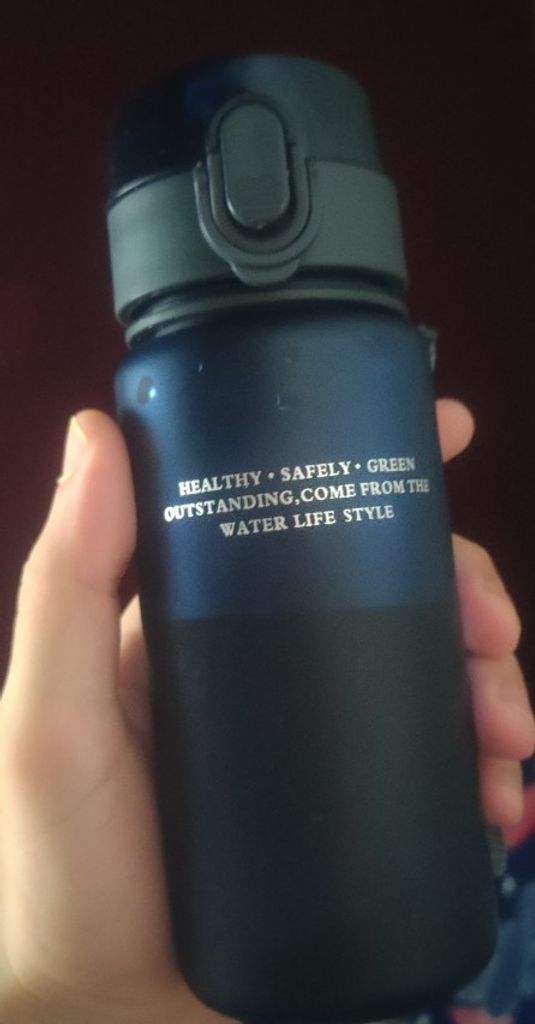 HEALTHY • SAFELY • GREEN
OUTSTANDING,COME FROM THE
WATER LIFE STYLE